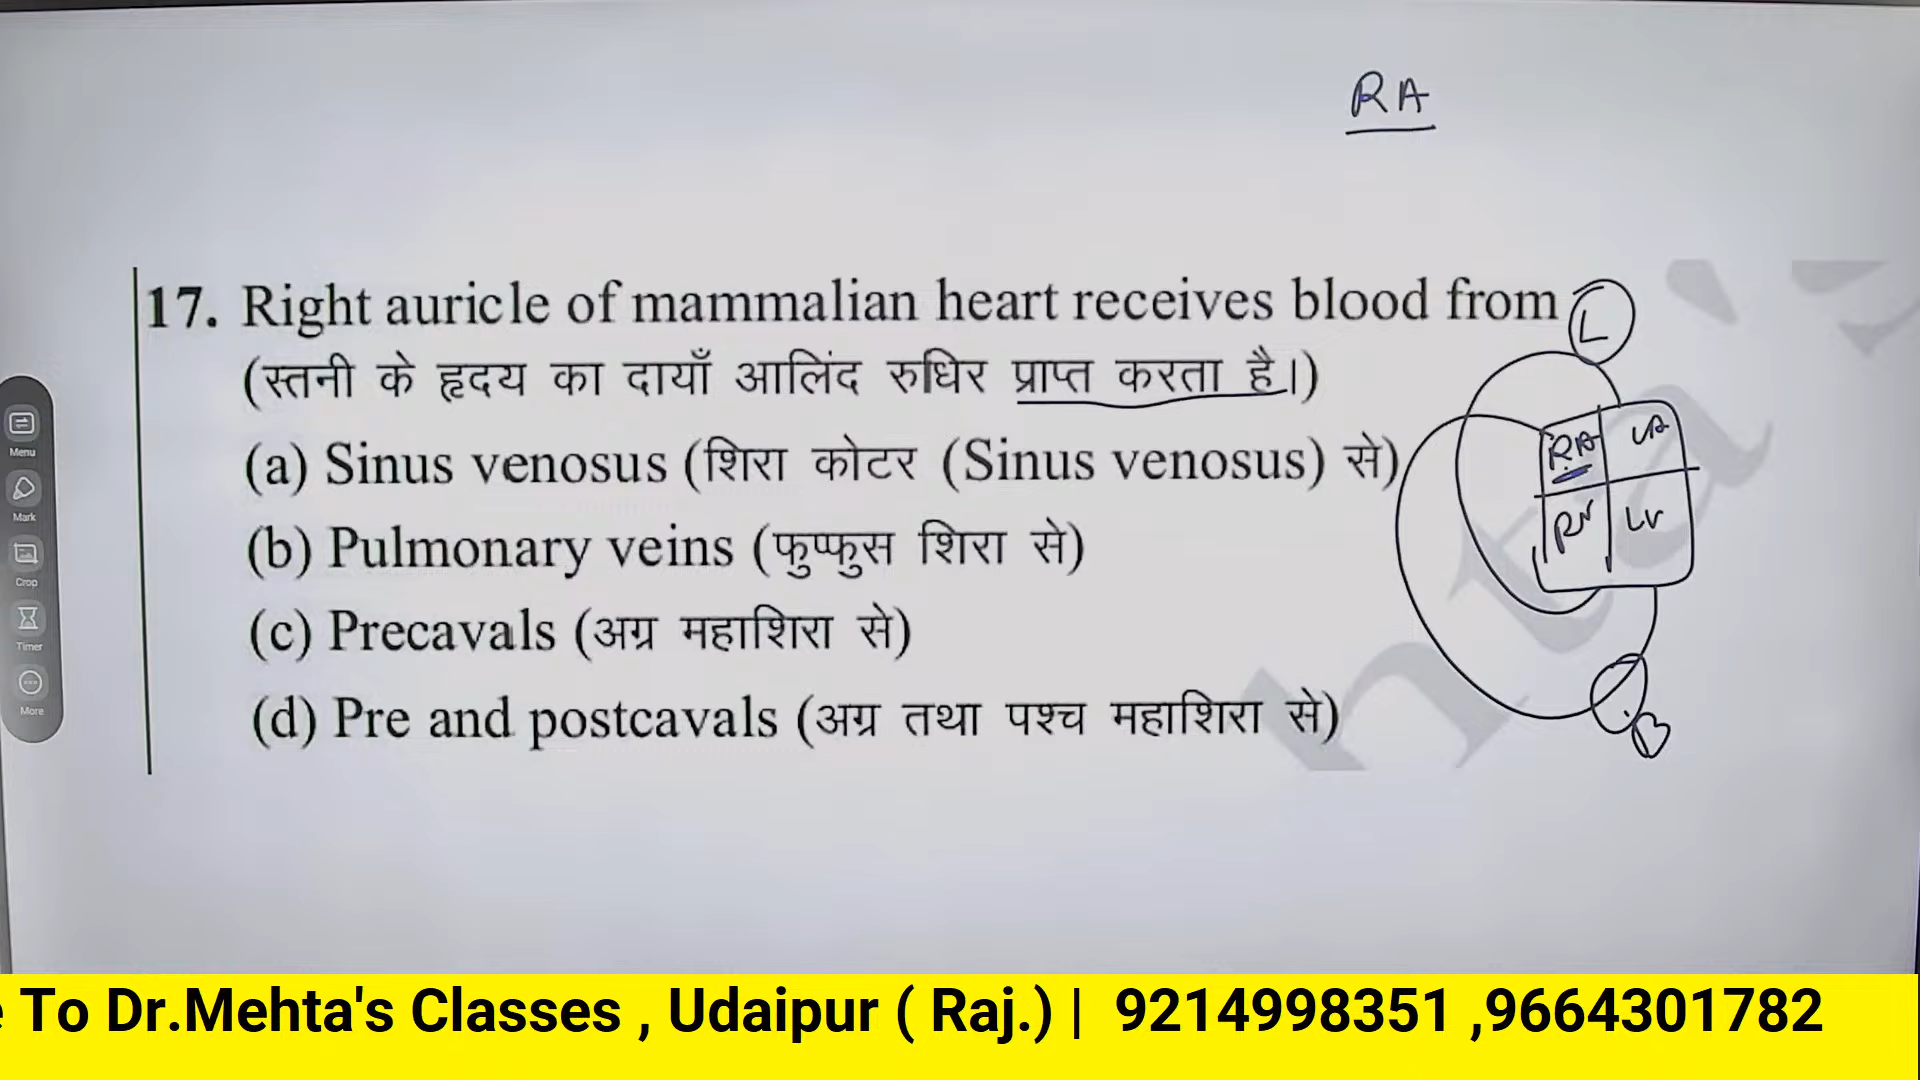 RA
17. Right auricle of mammalian heart receives blood from
(स्तनी के हृदय का दायाँ आलिंद रुधिर प्राप्त करता है।)
(a) Sinus venosus (शिरा कोटर (Sinus venosus) से)
(b) Pulmonary veins (फुप्फुस शिरा से)
(c) Precavals (अग्र महाशिरा से)
(d) Pre and postcavals (अग्र तथा पश्च महाशिरा से)
L
RA LA
RV LV
B
Menu
Mark
Crop
Timer
More
To Dr.Mehta's Classes , Udaipur ( Raj.) | 9214998351 ,9664301782